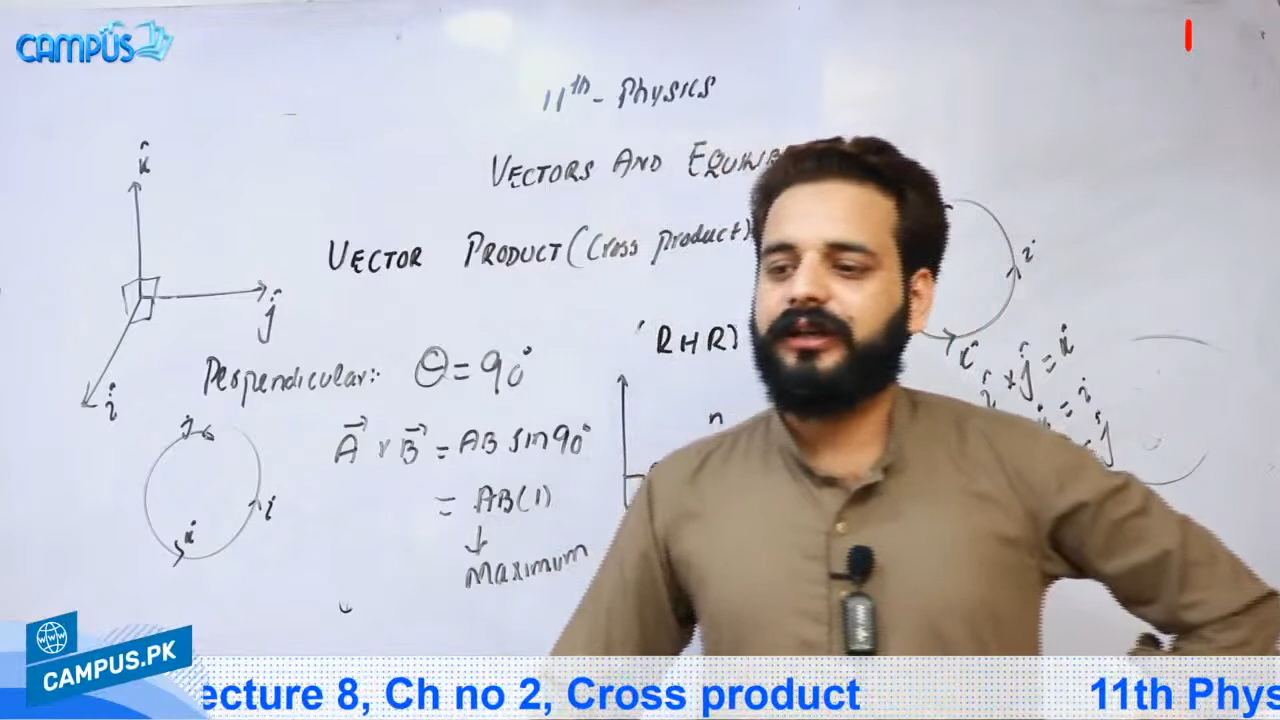 CAMPUS
11th - Physics
VECTORS AND
VECTOR PRODUCT (Cross product)
k̂
ĵ
î
Perpendicular:- θ = 90°
A⃗ × B⃗ = AB sin90°
= AB(1)
↓
Maximum
j
i
k̂
(RHR)
n
i
k̂
î × ĵ = k̂
= i
j
WWW
CAMPUS.PK
ecture 8, Ch no 2, Cross product
11th Phys